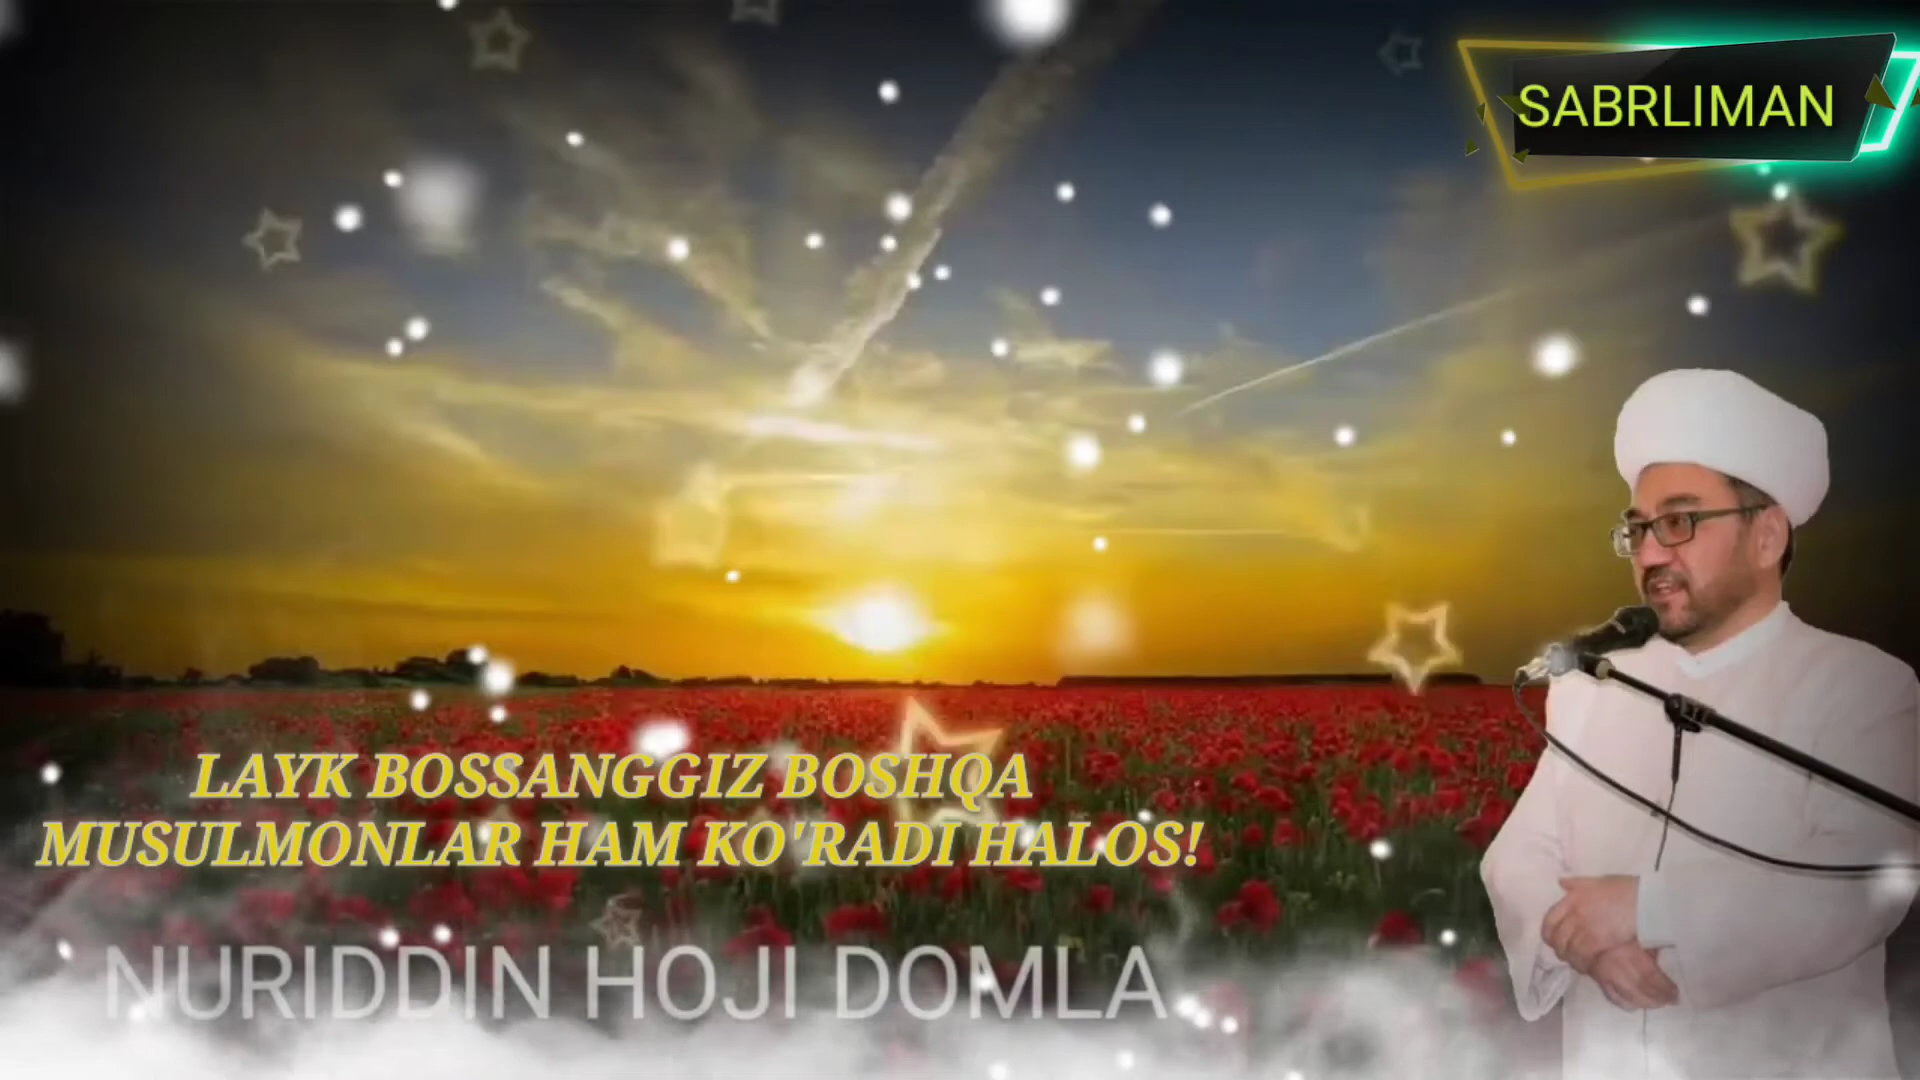 SABRLIMAN
LAYK BOSSANGGIZ BOSHQA
MUSULMONLAR HAM KO'RADI HALOS!
NURIDDIN HOJI DOMLA